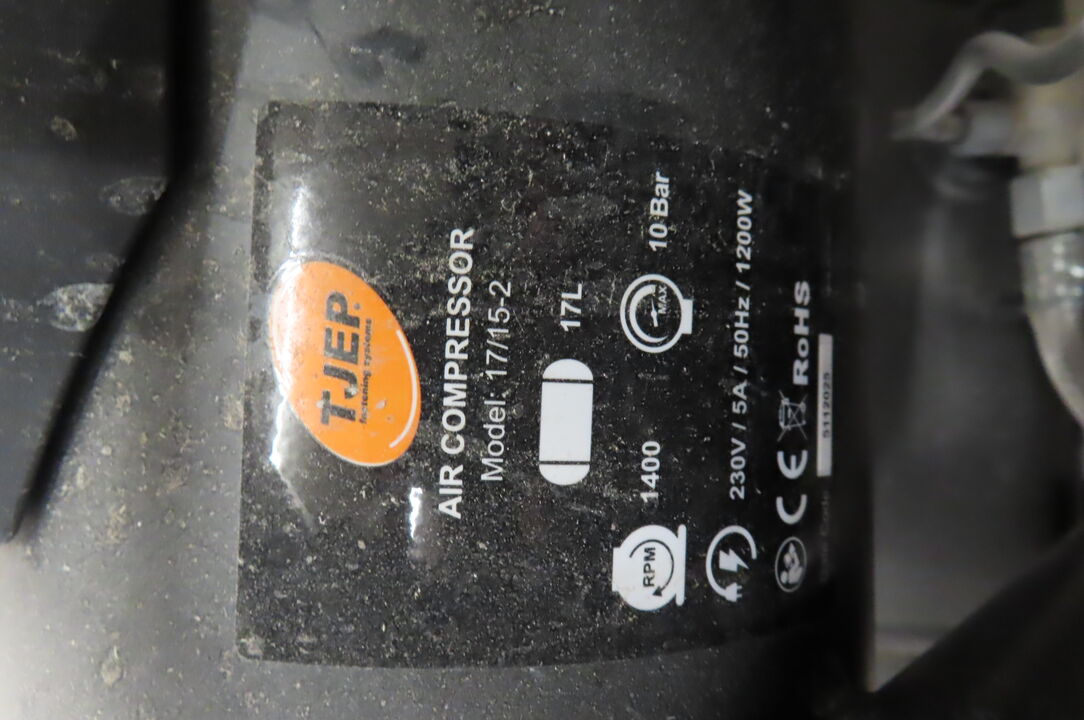 TJEP
fastening systems
AIR COMPRESSOR
Model: 17/15-2
17L
RPM 1400 MAX 10 Bar
230V / 5A / 50Hz / 1200W
CE RoHS
5112025